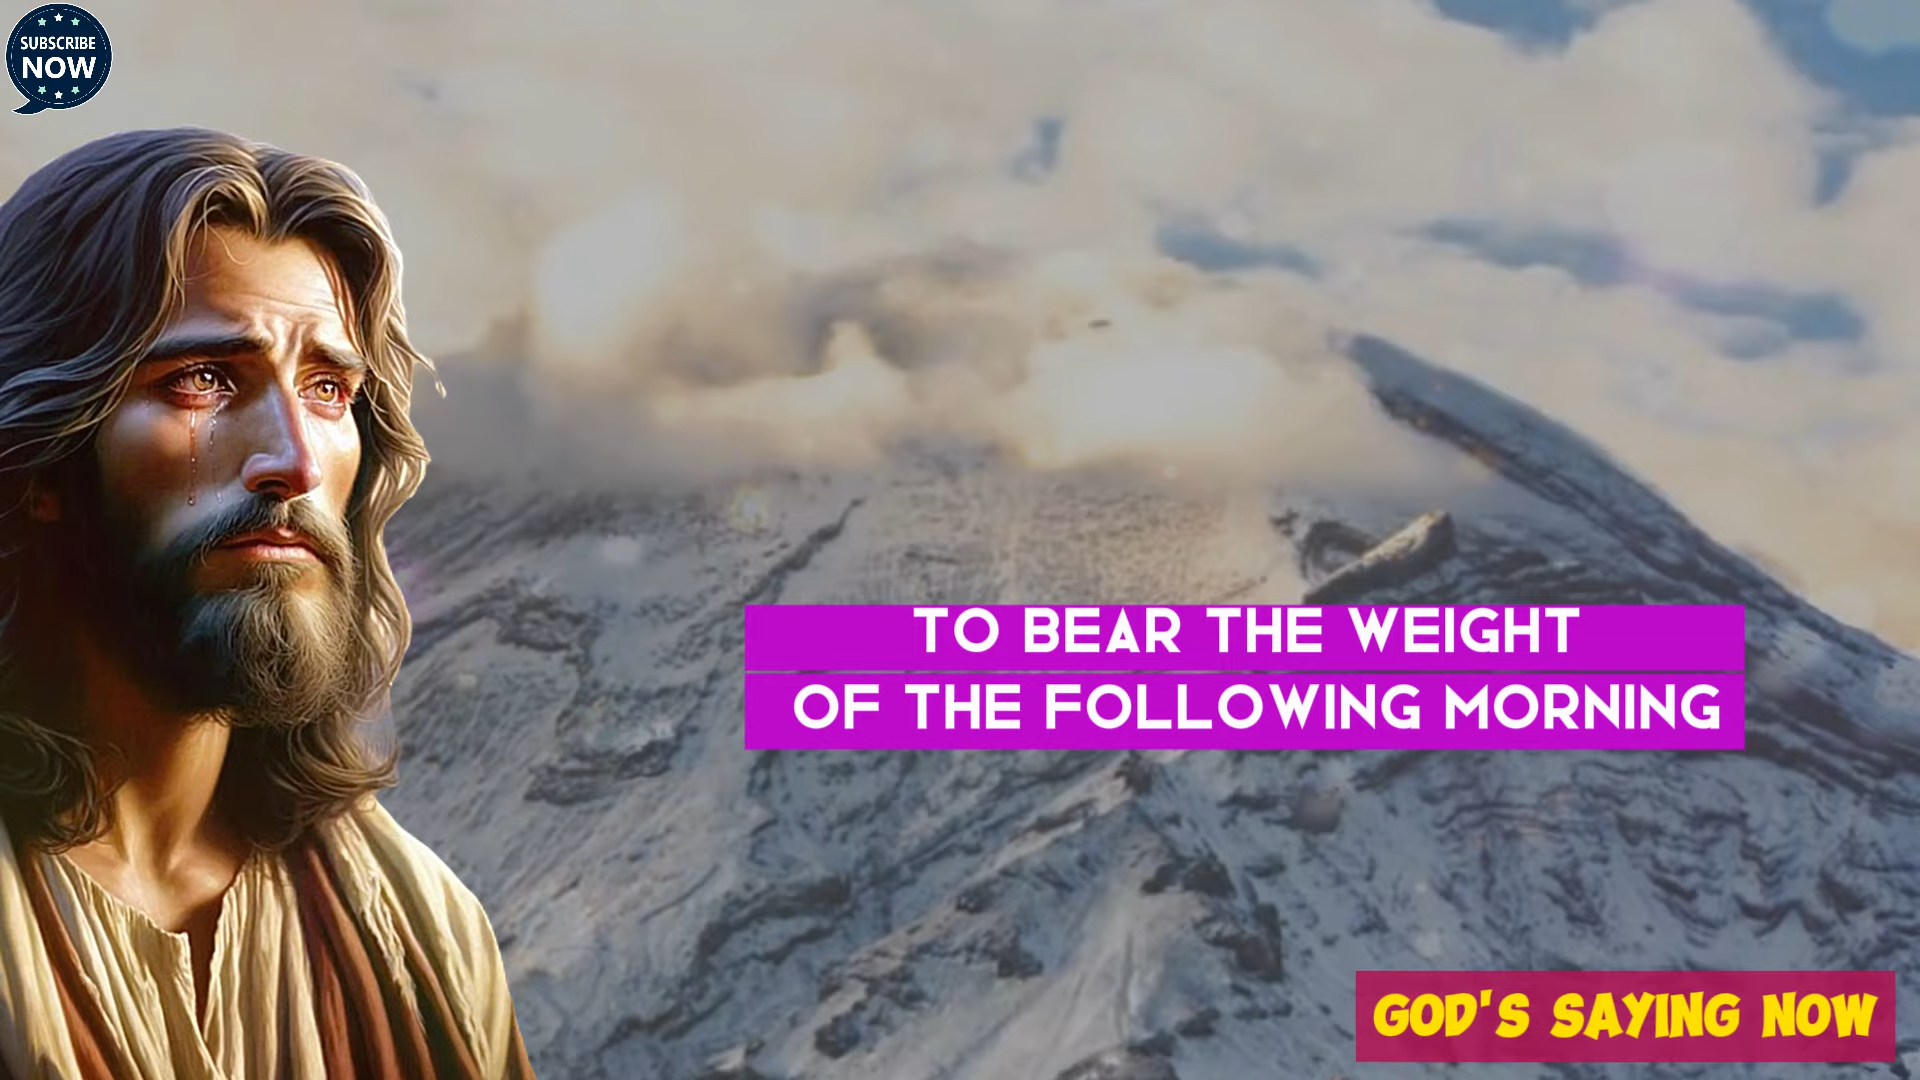 SUBSCRIBE
NOW
TO BEAR THE WEIGHT
OF THE FOLLOWING MORNING
GOD'S SAYING NOW